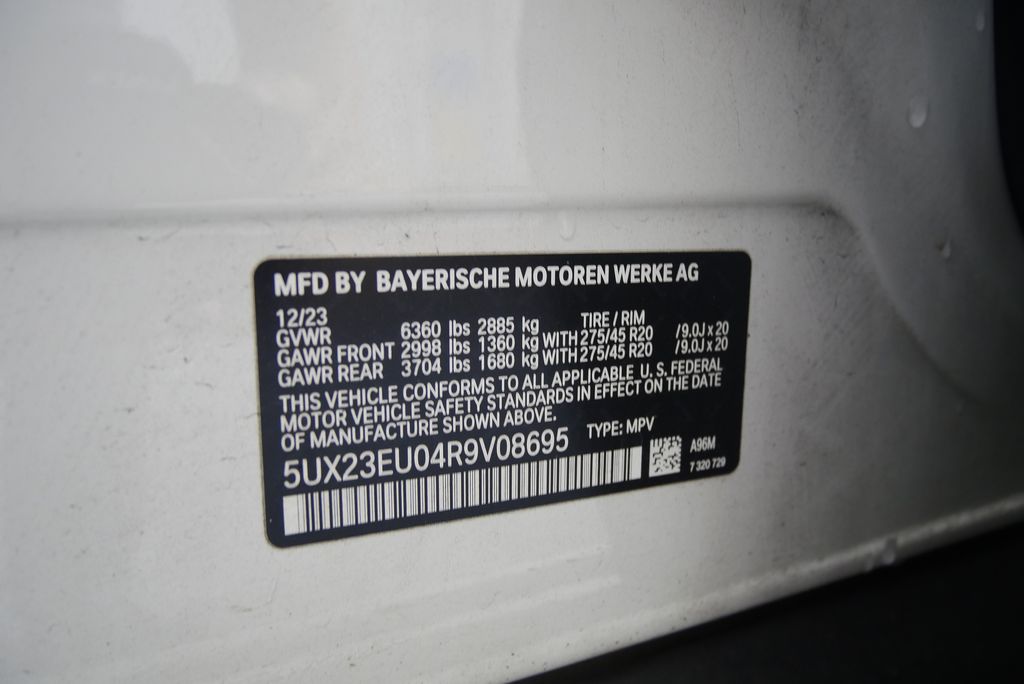 MFD BY BAYERISCHE MOTOREN WERKE AG
12/23 TIRE / RIM
GVWR 6360 lbs 2885 kg
GAWR FRONT 2998 lbs 1360 kg WITH 275/45 R20 / 9.0J x 20
GAWR REAR 3704 lbs 1680 kg WITH 275/45 R20 / 9.0J x 20
THIS VEHICLE CONFORMS TO ALL APPLICABLE U. S. FEDERAL
MOTOR VEHICLE SAFETY STANDARDS IN EFFECT ON THE DATE
OF MANUFACTURE SHOWN ABOVE.
5UX23EU04R9V08695 TYPE: MPV
A96M
7 320 729